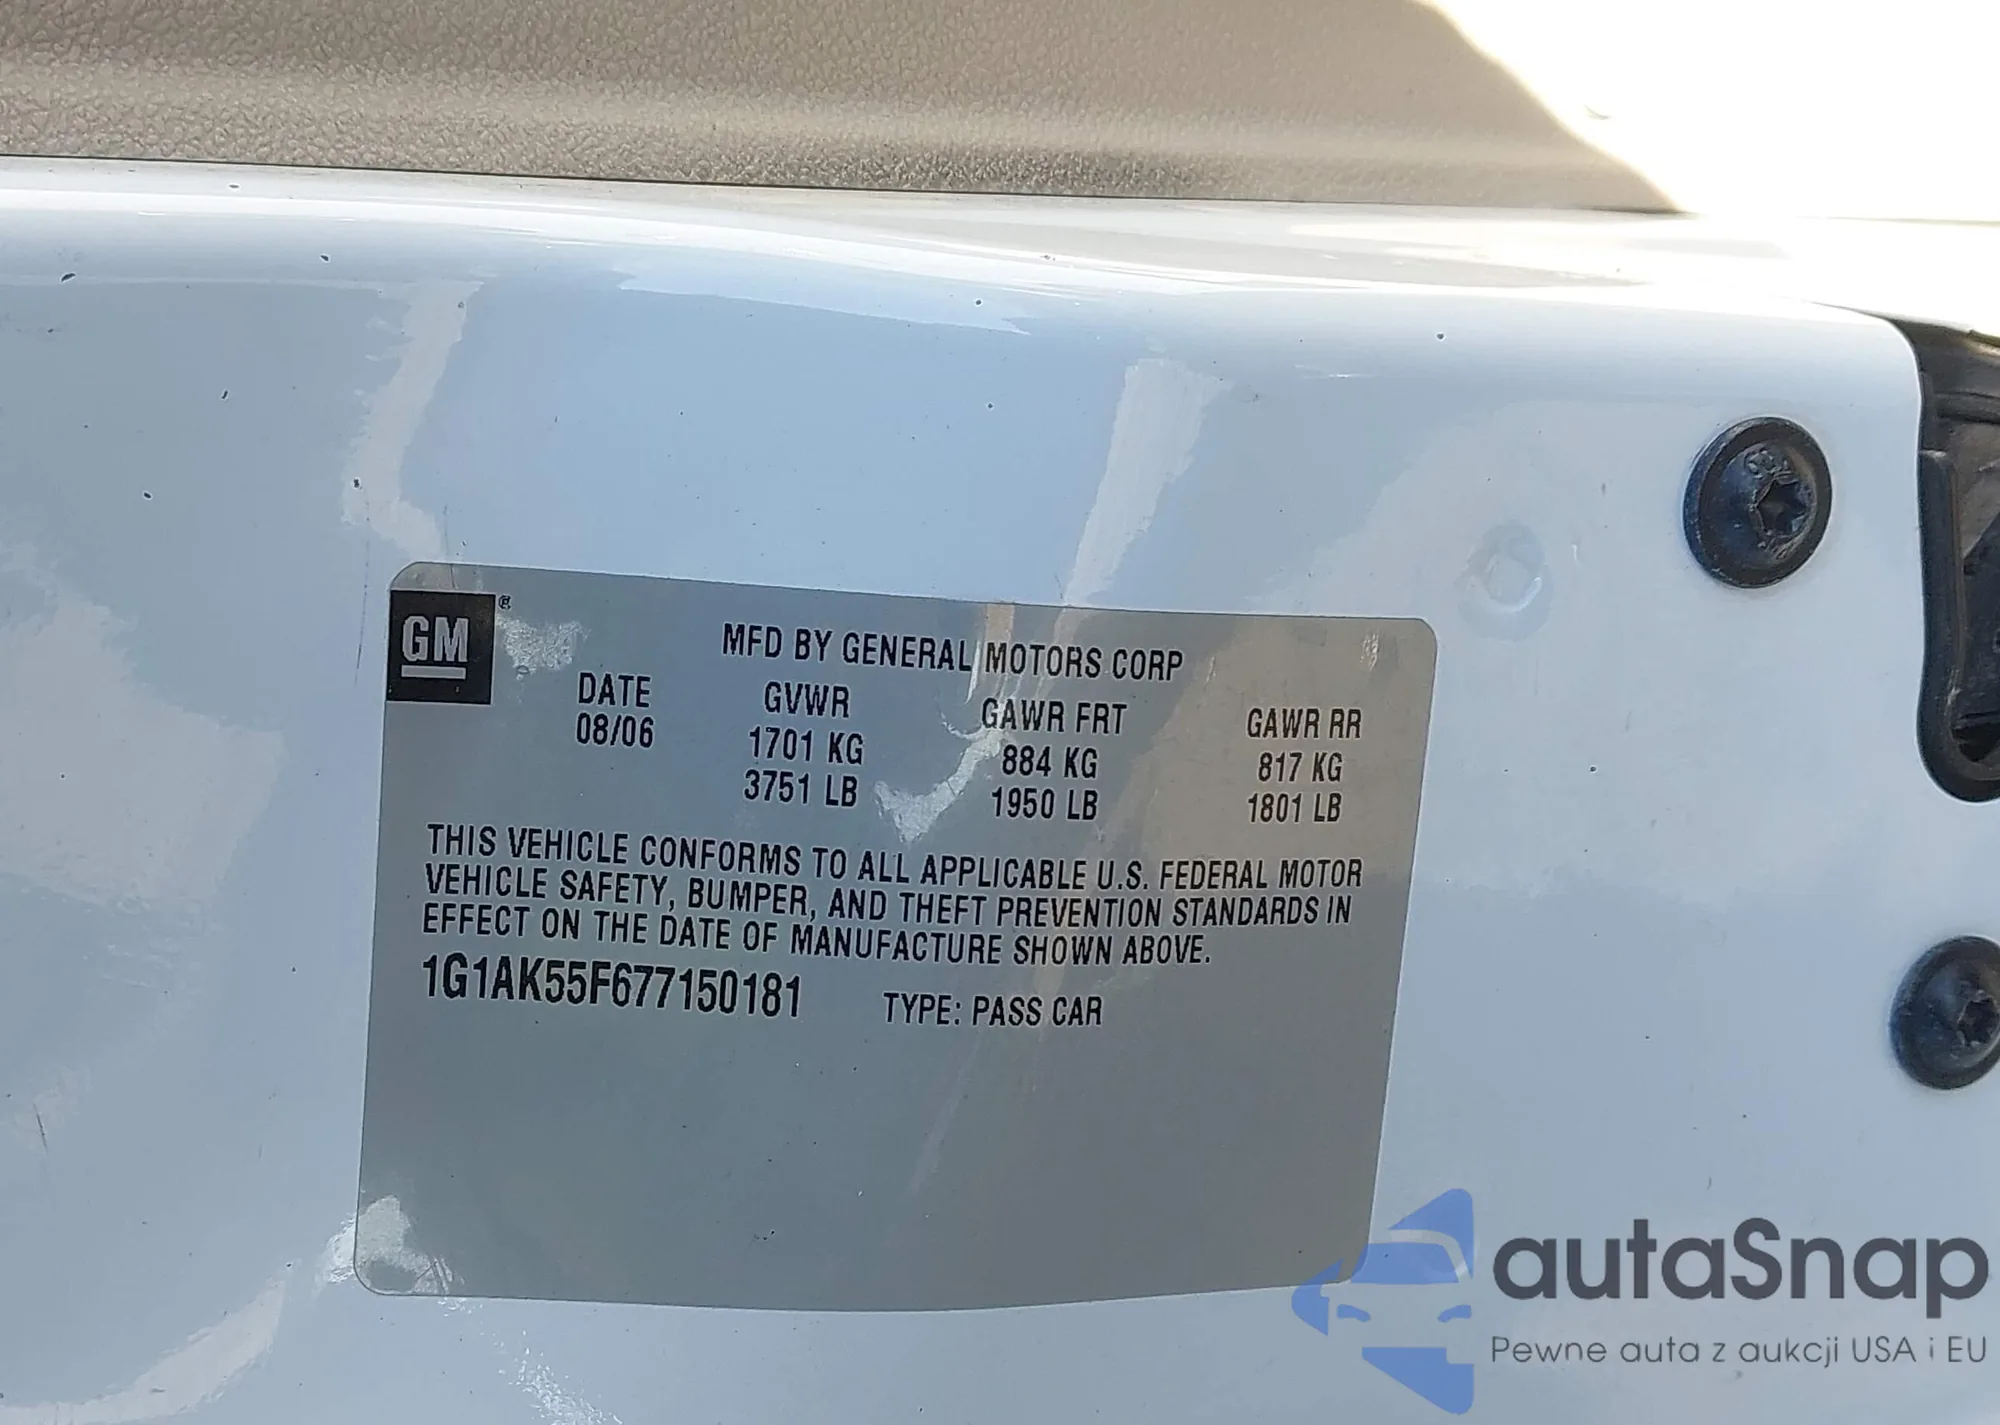 GM®
MFD BY GENERAL MOTORS CORP
DATE GVWR GAWR FRT GAWR RR
08/06 1701 KG 884 KG 817 KG
3751 LB 1950 LB 1801 LB
THIS VEHICLE CONFORMS TO ALL APPLICABLE U.S. FEDERAL MOTOR
VEHICLE SAFETY, BUMPER, AND THEFT PREVENTION STANDARDS IN
EFFECT ON THE DATE OF MANUFACTURE SHOWN ABOVE.
1G1AK55F677150181 TYPE: PASS CAR
autaSnap
Pewne auta z aukcji USA i EU